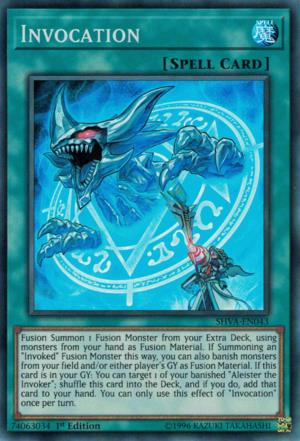 INVOCATION
SPELL
魔
[SPELL CARD]
SHVA-EN043
Fusion Summon 1 Fusion Monster from your Extra Deck, using
monsters from your hand as Fusion Material. If Summoning an
"Invoked" Fusion Monster this way, you can also banish monsters
from your field and/or either player's GY as Fusion Material. If this
card is in your GY: You can target 1 of your banished "Aleister the
Invoker"; shuffle this card into the Deck, and if you do, add that
card to your hand. You can only use this effect of "Invocation"
once per turn.
74063034 1st Edition
©1996 KAZUKI TAKAHASHI